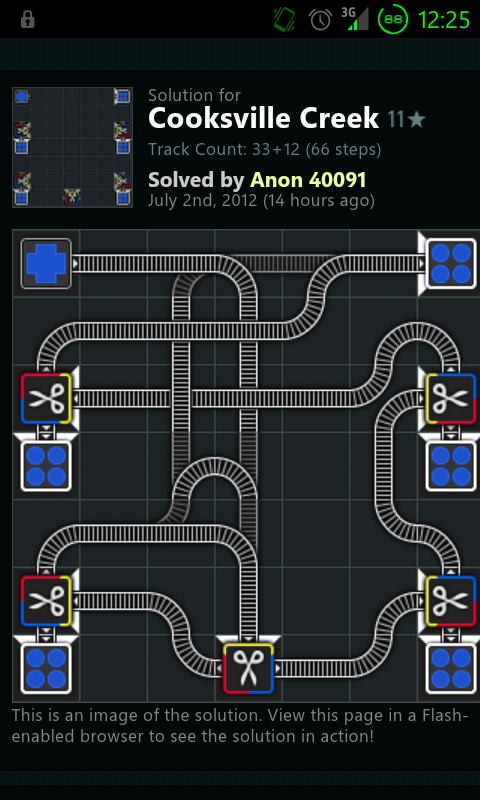 3G 88 12:25
Solution for
Cooksville Creek 11★
Track Count: 33+12 (66 steps)
Solved by Anon 40091
July 2nd, 2012 (14 hours ago)
This is an image of the solution. View this page in a Flash-
enabled browser to see the solution in action!